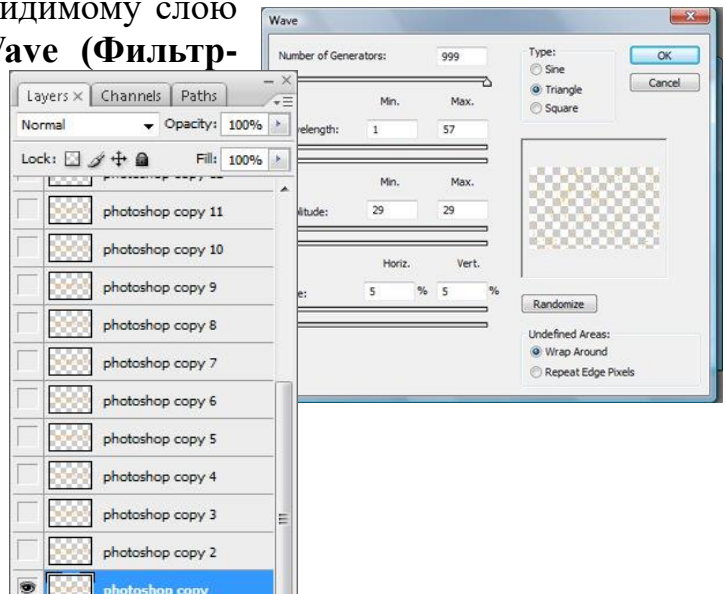 идимому слою
Wave (Фильтр-
Wave
Number of Generators: 999
Type:
Sine
Triangle
Square
OK
Cancel
Min. Max.
velength: 1 57
Min. Max.
litude: 29 29
Horiz. Vert.
e: 5 % 5 %
Randomize
Undefined Areas:
Wrap Around
Repeat Edge Pixels
Layers × Channels Paths
Normal Opacity: 100%
Lock: Fill: 100%
photoshop copy 11
photoshop copy 10
photoshop copy 9
photoshop copy 8
photoshop copy 7
photoshop copy 6
photoshop copy 5
photoshop copy 4
photoshop copy 3
photoshop copy 2
photoshop copy